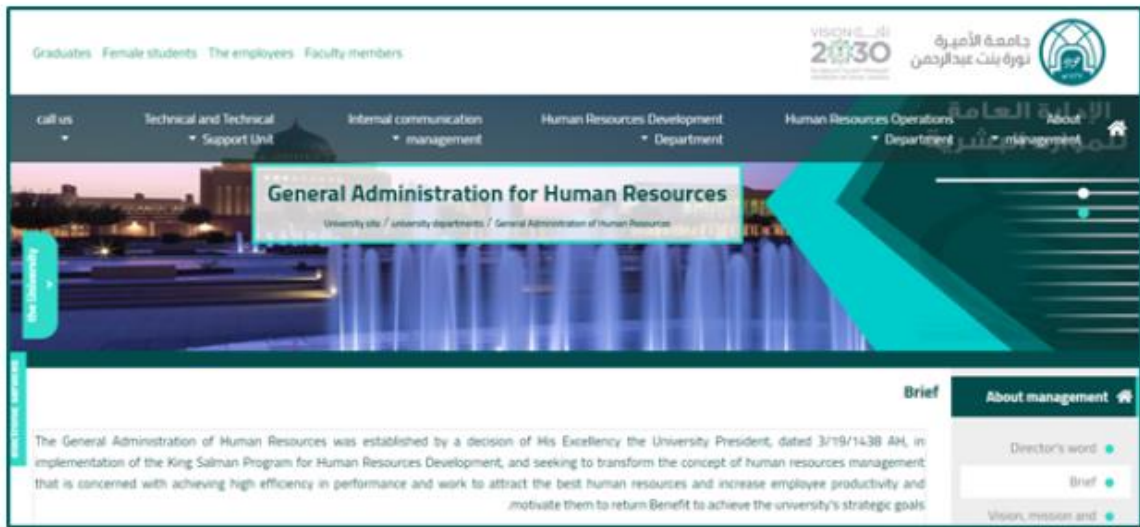 Graduates Female students The employees Faculty members
VISION رؤية
2030
جامعة الأميرة
نورة بنت عبدالرحمن
call us
Technical and Technical
Support Unit
Internal communication
management
Human Resources Development
Department
Human Resources Operations
Department
About
management
الإدارة العامة
للموارد البشرية
General Administration for Human Resources
University site / university departments / General Administration of Human Resources
the University
electronic services
Brief
The General Administration of Human Resources was established by a decision of His Excellency the University President, dated 3/19/1438 AH, in
implementation of the King Salman Program for Human Resources Development, and seeking to transform the concept of human resources management
that is concerned with achieving high efficiency in performance and work to attract the best human resources and increase employee productivity and
.motivate them to return Benefit to achieve the university's strategic goals
About management
Director's word
Brief
Vision, mission and